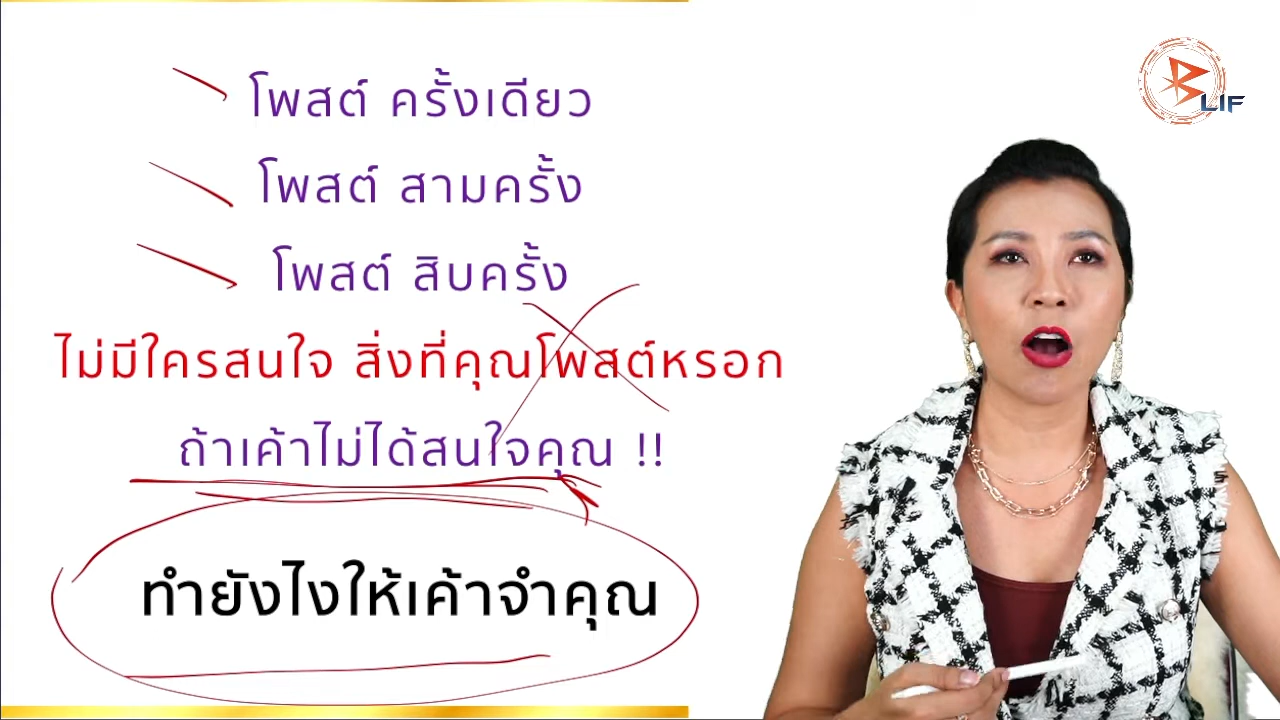 โพสต์ ครั้งเดียว
โพสต์ สามครั้ง
โพสต์ สิบครั้ง
ไม่มีใครสนใจ สิ่งที่คุณโพสต์หรอก
ถ้าเค้าไม่ได้สนใจคุณ !!
ทำยังไงให้เค้าจำคุณ
BLIF